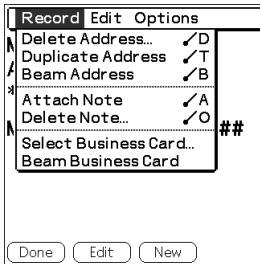 Record Edit Options
Delete Address... ✓D
Duplicate Address ✓T
Beam Address ✓B
Attach Note ✓A
Delete Note... ✓O
Select Business Card...
Beam Business Card
##
Done Edit New